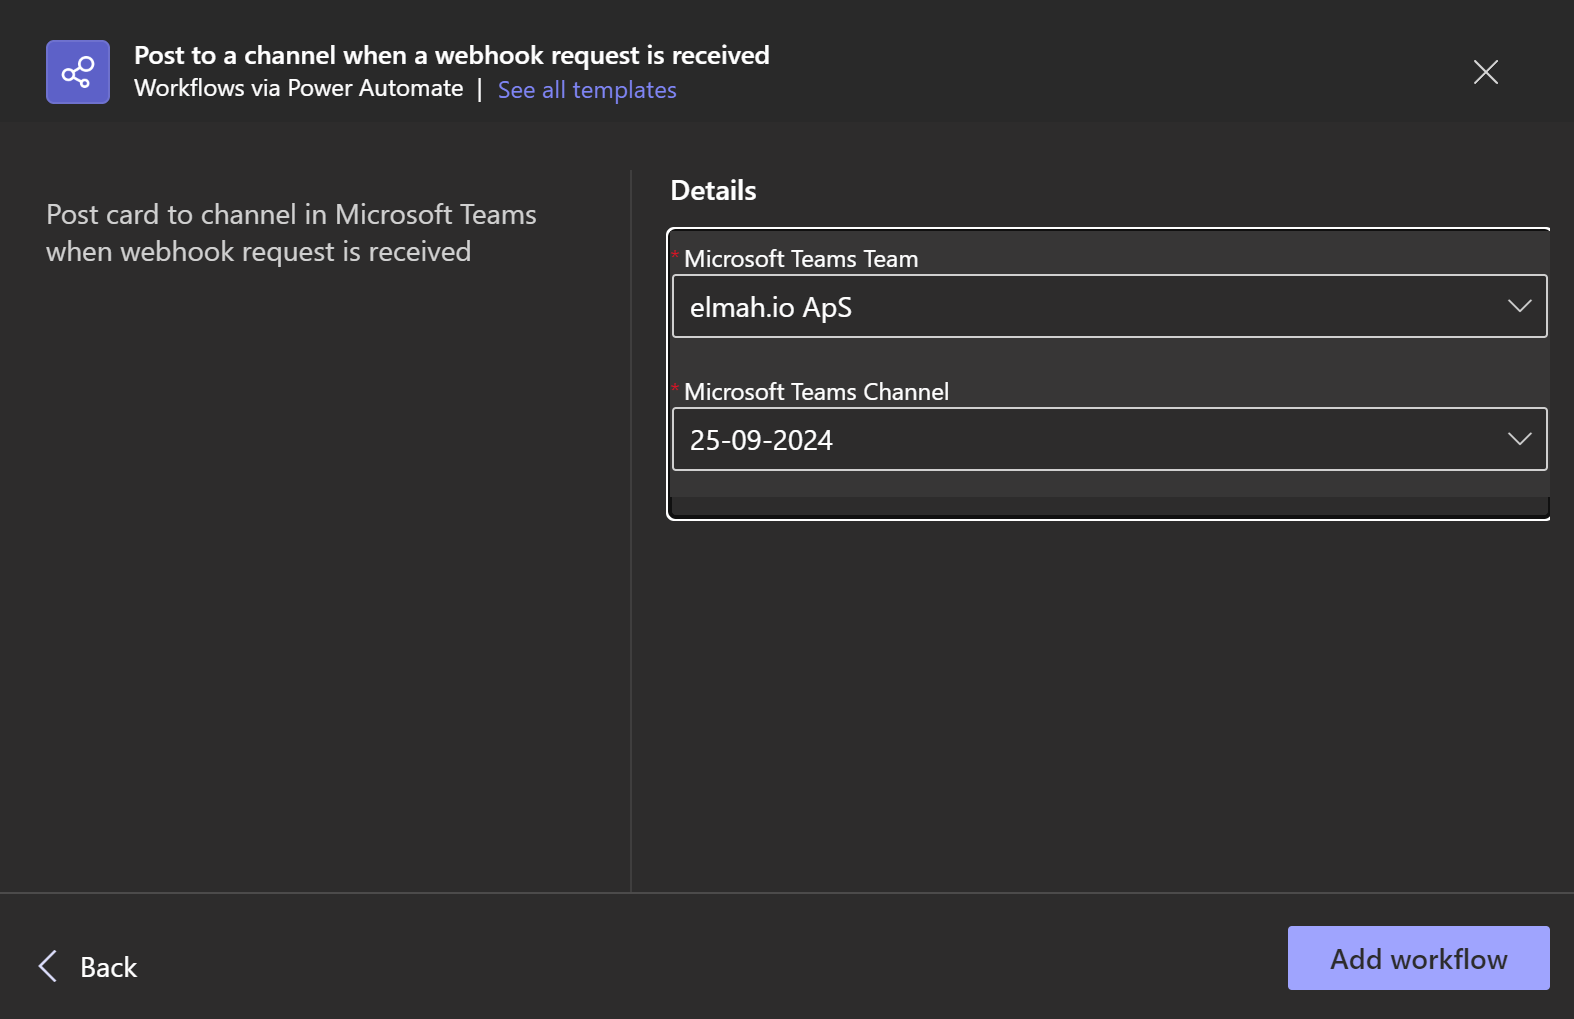 Post to a channel when a webhook request is received
Workflows via Power Automate | See all templates
Post card to channel in Microsoft Teams
when webhook request is received
Details
* Microsoft Teams Team
elmah.io ApS
* Microsoft Teams Channel
25-09-2024
Back
Add workflow